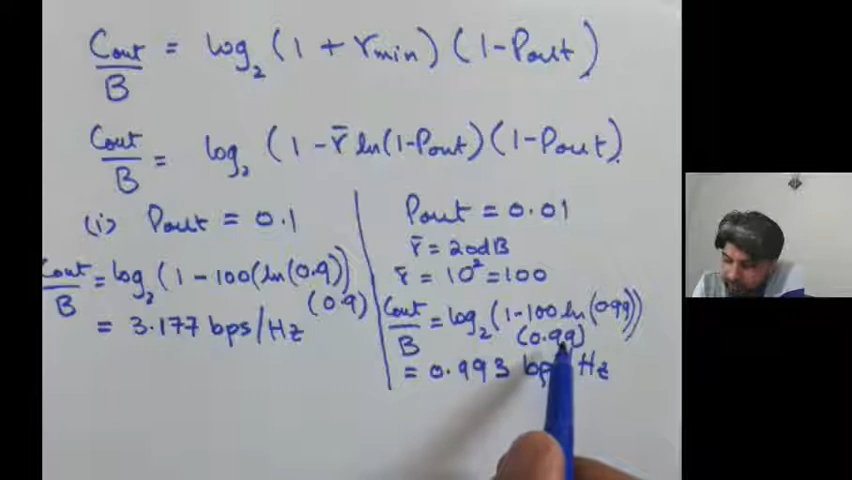 Cout/B = log₂ (1 + γmin) (1 - Pout)
Cout/B = log₂ (1 - γ̄ ln(1-Pout) (1-Pout).
(i) Pout = 0.1
Cout/B = log₂ (1 - 100(ln(0.9))
(0.9)
= 3.177 bps/Hz
Pout = 0.01
γ̄ = 20dB
γ̄ = 10² = 100
Cout/B = log₂ (1-100 ln (0.99))
(0.99)
= 0.993 Hz